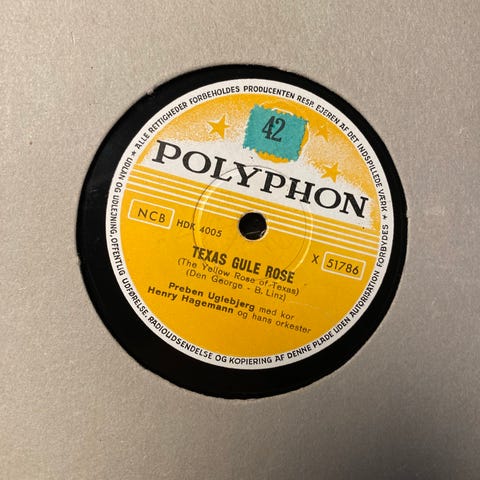 ALLE RETTIGHEDER FORBEHOLDES PRODUCENTEN RESP. EJEREN AF DET INDSPILLEDE VÆRK ★
UDLAN OG UDLEJNING, OFFENTLIG UDFØRELSE, RADIOUDSENDELSE OG KOPIERING AF DENNE PLADE UDEN AUTORISATION FORBYDES ★
42
POLYPHON
NCB HDK 4005
X 51786
TEXAS GULE ROSE
(The Yellow Rose of Texas)
(Don George - B. Linz)
Preben Uglebjerg med kor
Henry Hagemann og hans orkester